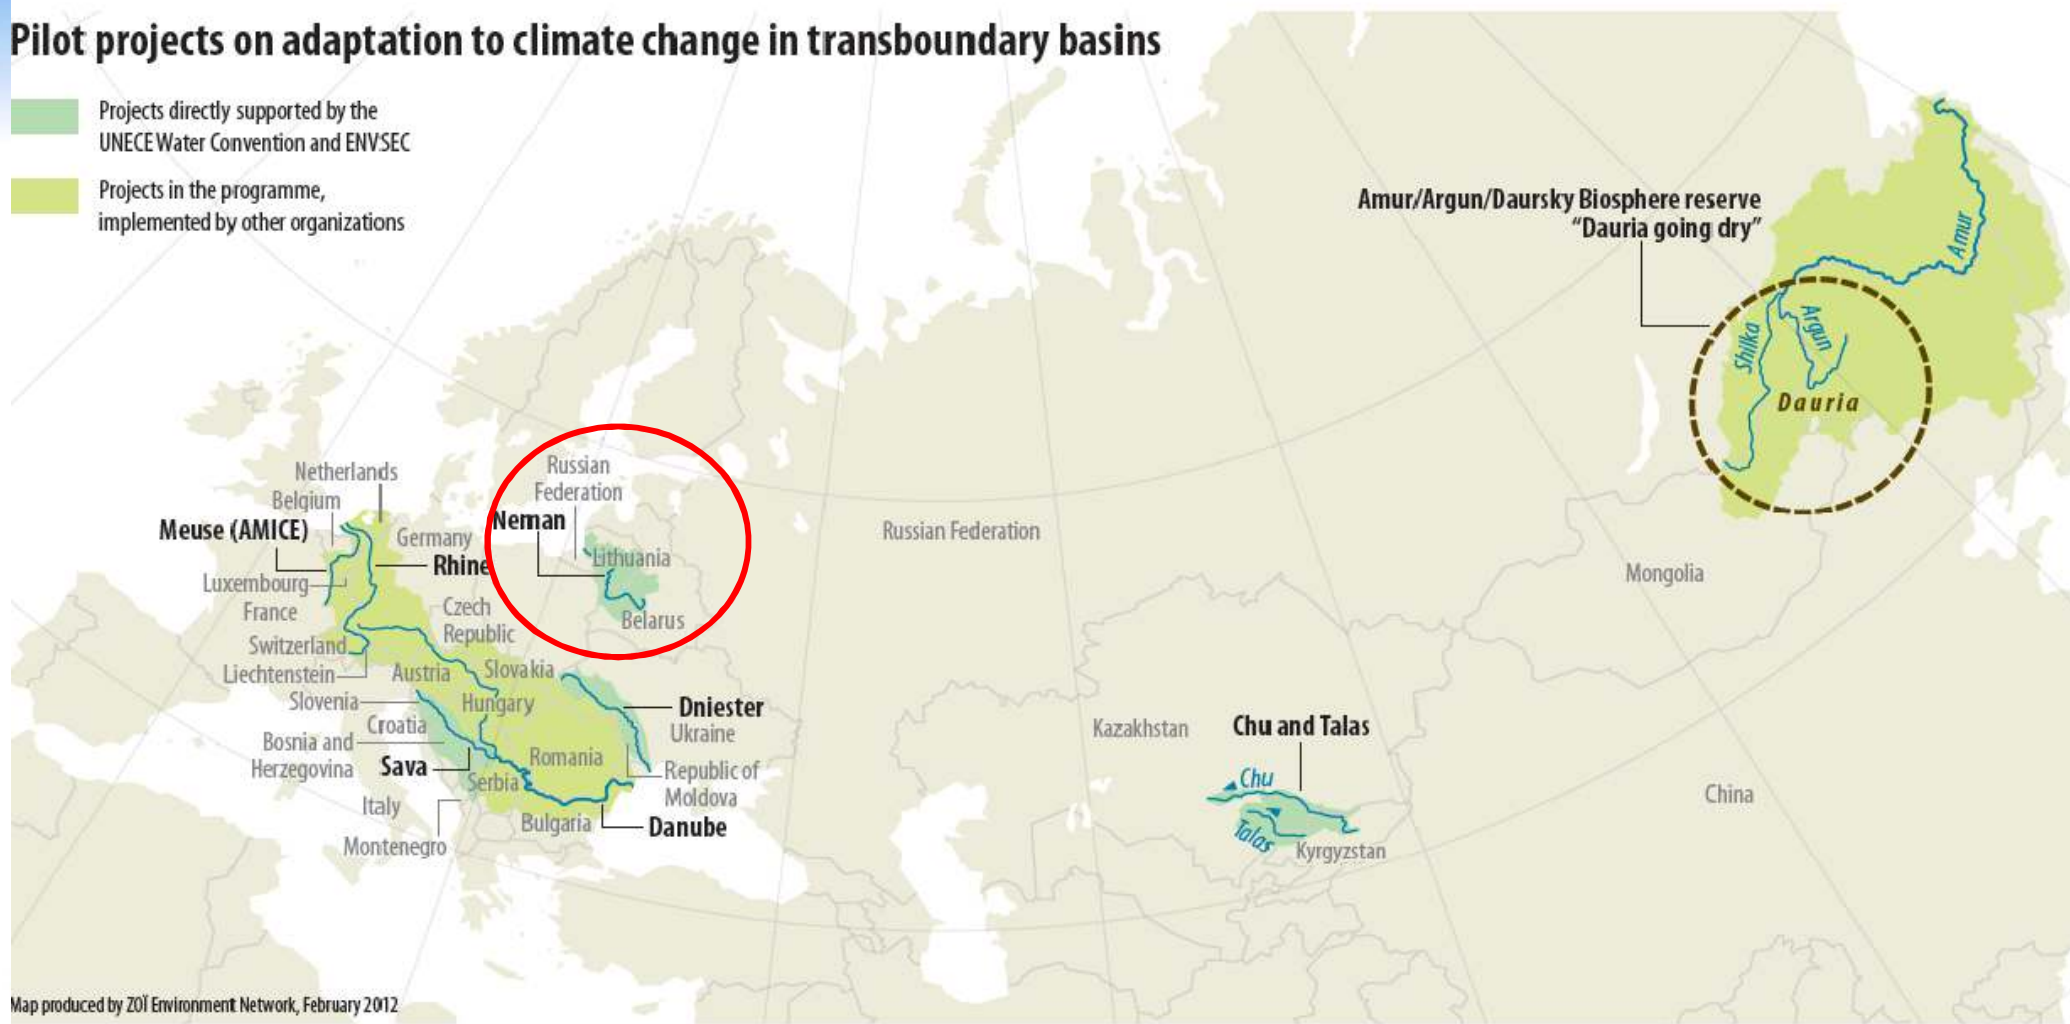 Pilot projects on adaptation to climate change in transboundary basins
Projects directly supported by the
UNECE Water Convention and ENVSEC
Projects in the programme,
implemented by other organizations
Amur/Argun/Daursky Biosphere reserve
“Dauria going dry”
Amur
Shilka
Argun
Dauria
Netherlands
Belgium
Meuse (AMICE)
Germany
Rhine
Luxembourg
France
Czech
Republic
Switzerland
Liechtenstein
Austria
Slovakia
Slovenia
Hungary
Croatia
Bosnia and
Herzegovina
Sava
Serbia
Romania
Italy
Montenegro
Bulgaria
Danube
Russian
Federation
Neman
Lithuania
Belarus
Dniester
Ukraine
Republic of
Moldova
Russian Federation
Mongolia
Kazakhstan
Chu and Talas
Chu
Talas
Kyrgyzstan
China
Map produced by ZOÏ Environment Network, February 2012